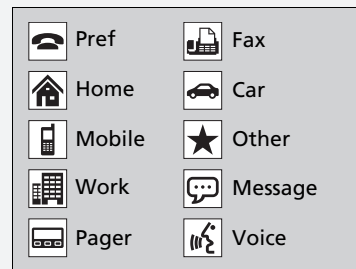 Pref
Fax
Home
Car
Mobile
Other
Work
Message
Pager
Voice